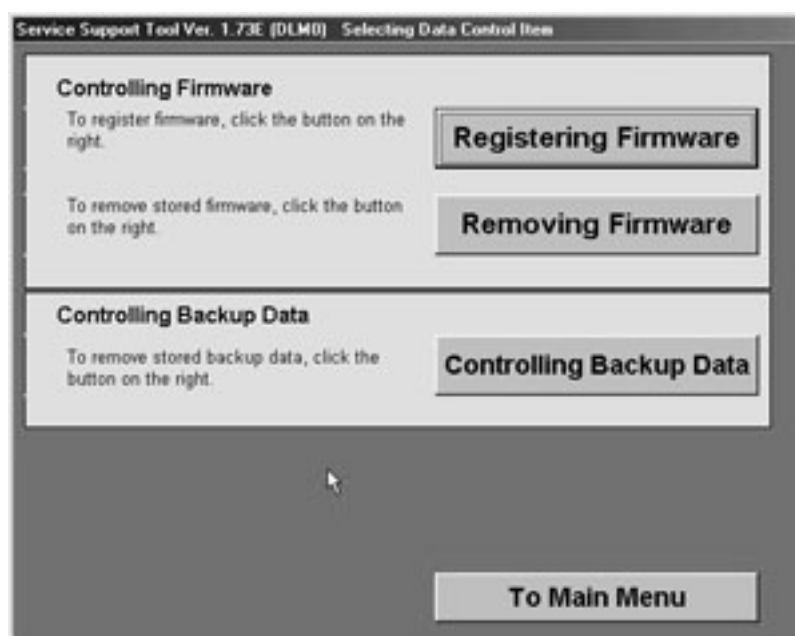 Service Support Tool Ver. 1.73E (DLM0) Selecting Data Control Item
Controlling Firmware
To register firmware, click the button on the
right.
Registering Firmware
To remove stored firmware, click the button
on the right.
Removing Firmware
Controlling Backup Data
To remove stored backup data, click the
button on the right.
Controlling Backup Data
To Main Menu